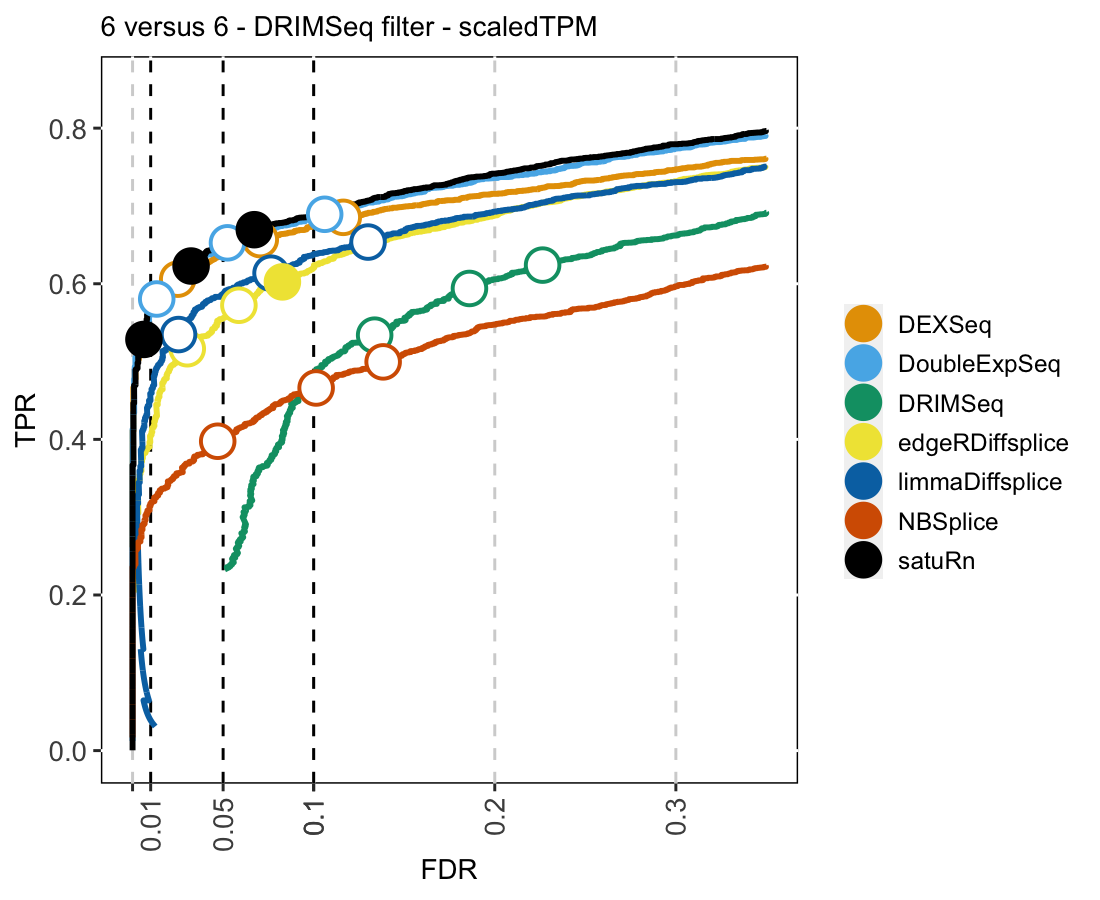 6 versus 6 - DRIMSeq filter - scaledTPM
TPR
0.8
0.6
0.4
0.2
0.0
0.01
0.05
0.1
0.2
0.3
FDR
DEXSeq
DoubleExpSeq
DRIMSeq
edgeRDiffsplice
limmaDiffsplice
NBSplice
satuRn